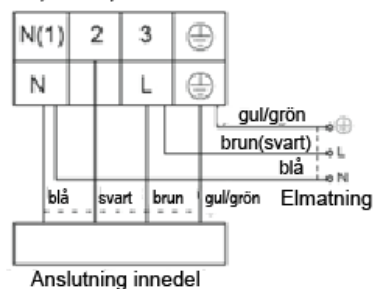 N(1) 2 3
N L
gul/grön
brun(svart) L
blå N
blå svart brun gul/grön Elmatning
Anslutning innedel